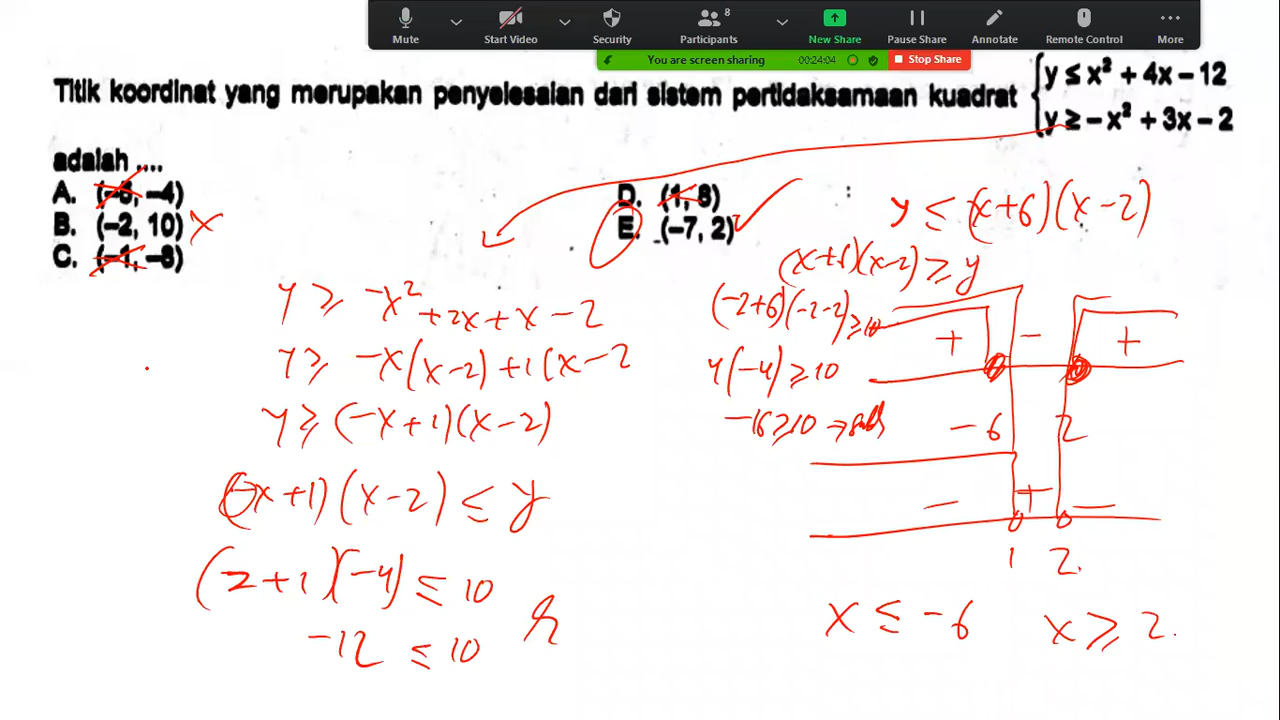 Mute Start Video Security Participants 8 New Share Pause Share Annotate Remote Control More
You are screen sharing 00:24:04 Stop Share
Titik koordinat yang merupakan penyelesaian dari sistem pertidaksamaan kuadrat { y ≤ x² + 4x – 12
y ≥ – x² + 3x – 2
adalah ....
A. (–6, –4)
B. (–2, 10) X
C. (–1, –8)
D. (1, 8)
E. (–7, 2)
y ≤ (x+6)(x–2)
y ≥ –x² + 2x + x – 2
y ≥ –x(x–2) + 1(x–2
y ≥ (–x+1)(x–2)
(–x+1)(x–2) ≤ y
(2+1)(–4) ≤ 10
–12 ≤ 10
(x–2) ≥ y
(–2+6)(–2–2) ≥ 10
4(–4) ≥ 10
–16 ≥ 10 →
+ – +
–6 2
– + –
1 2
x ≤ –6 x ≥ 2